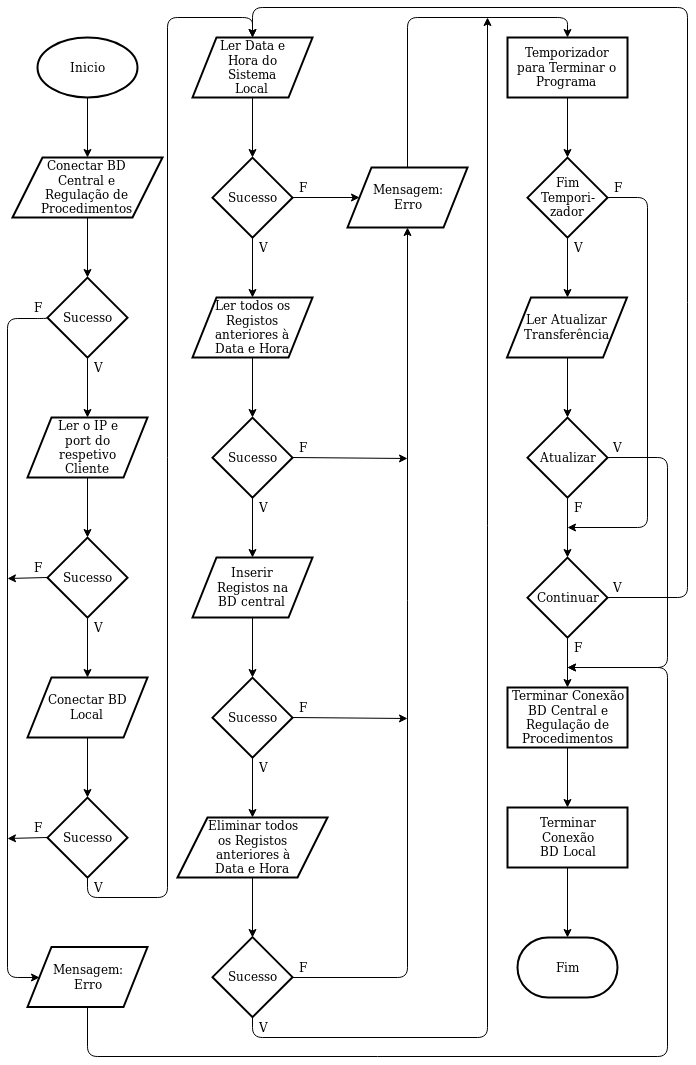 Inicio
Conectar BD
Central e
Regulação de
Procedimentos
Sucesso
F
V
Ler o IP e
port do
respetivo
Cliente
Sucesso
F
V
Conectar BD
Local
Sucesso
F
V
Mensagem:
Erro
Ler Data e
Hora do
Sistema
Local
Sucesso
F
V
Mensagem:
Erro
Ler todos os
Registos
anteriores à
Data e Hora
Sucesso
F
V
Inserir
Registos na
BD central
Sucesso
F
V
Eliminar todos
os Registos
anteriores à
Data e Hora
Sucesso
F
V
Temporizador
para Terminar o
Programa
Fim
Tempori-
zador
F
V
Ler Atualizar
Transferência
Atualizar
V
F
Continuar
V
F
Terminar Conexão
BD Central e
Regulação de
Procedimentos
Terminar
Conexão
BD Local
Fim